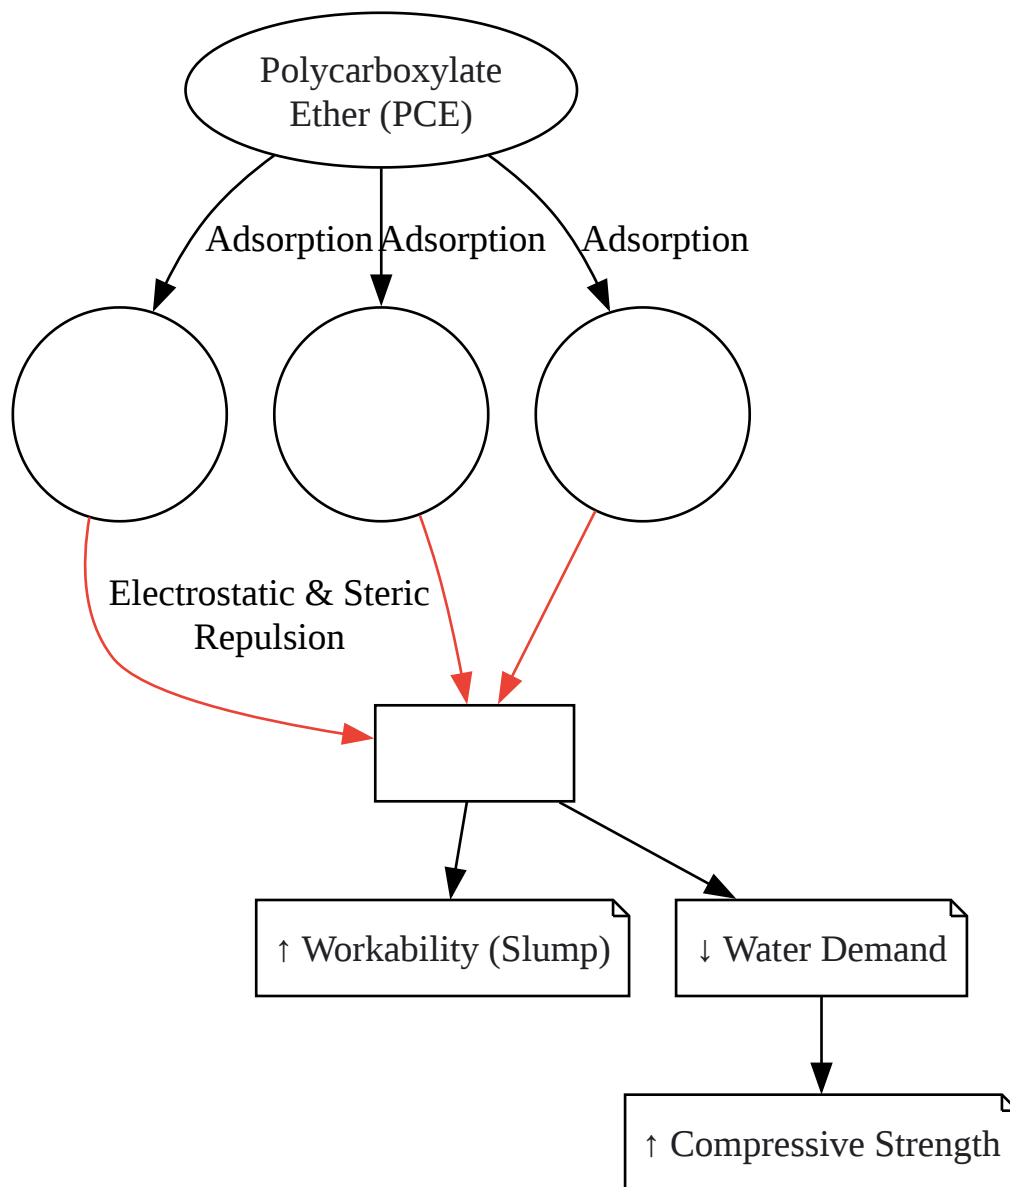 Polycarboxylate
Ether (PCE)
Adsorption
Adsorption
Adsorption
Electrostatic & Steric
Repulsion
↑ Workability (Slump)
↓ Water Demand
↑ Compressive Strength